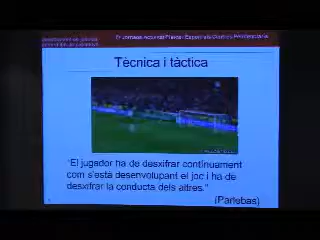 Tècnica i tàctica
"El jugador ha de desxifrar contínuament
com s'està desenvolupant el joc i ha de
desxifrar la conducta dels altres."
(Parlebas)